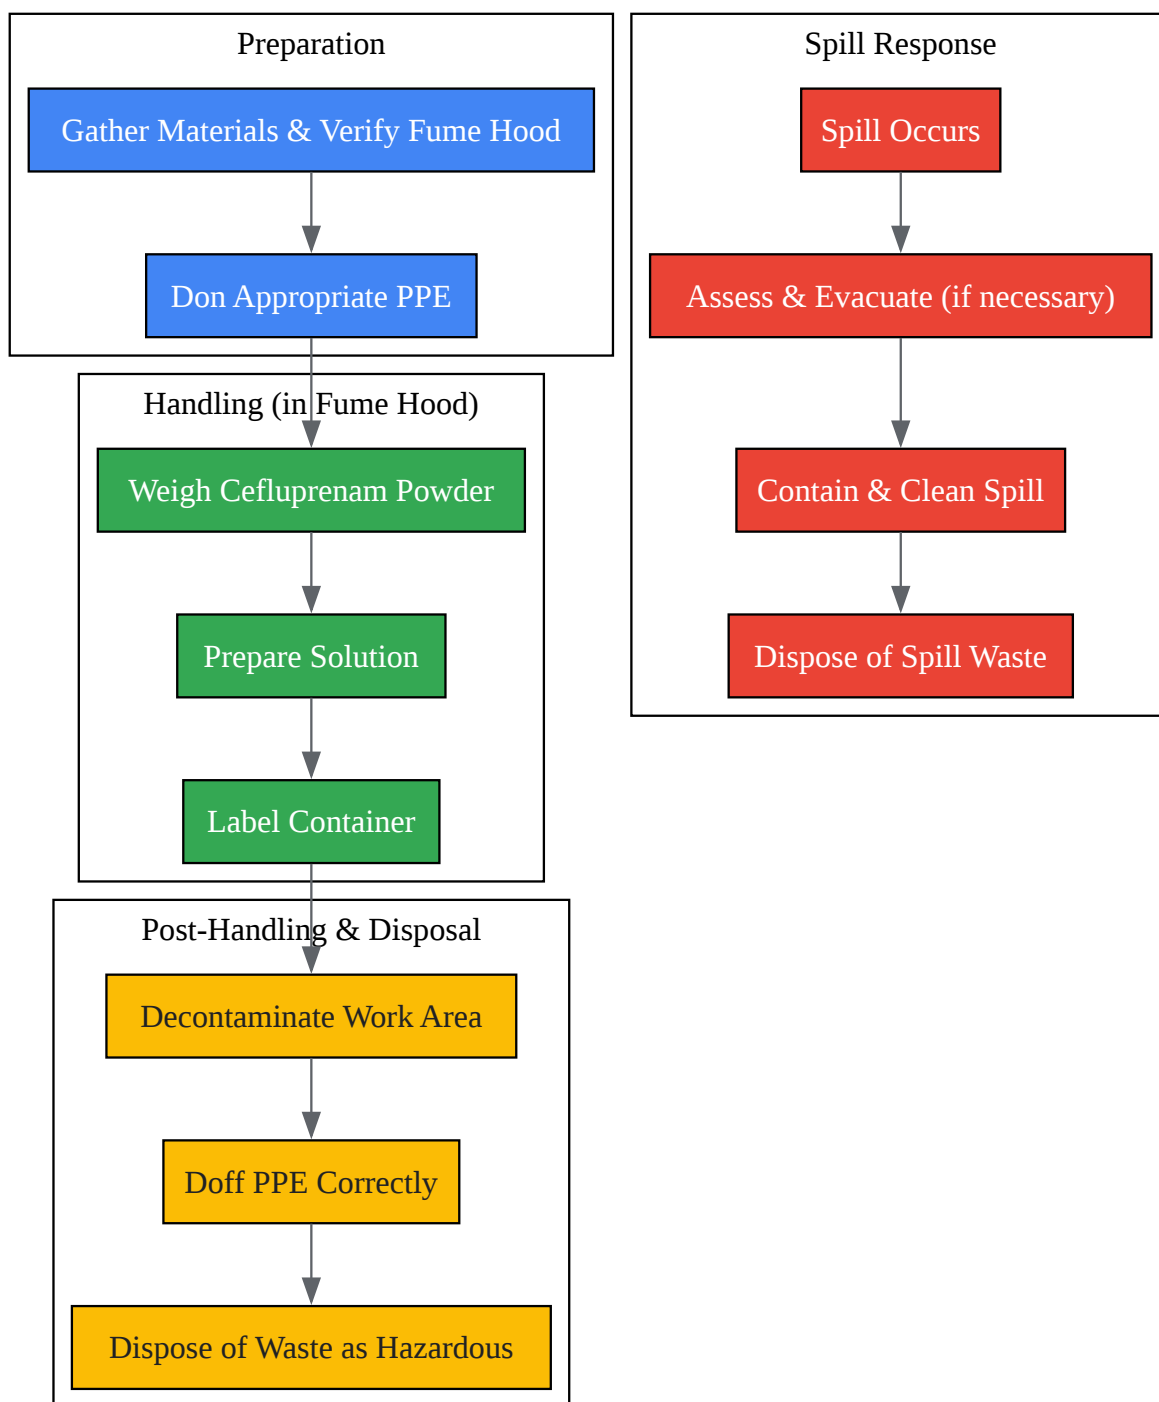 Preparation
Gather Materials & Verify Fume Hood
Don Appropriate PPE
Handling (in Fume Hood)
Weigh Cefluprenam Powder
Prepare Solution
Label Container
Post-Handling & Disposal
Decontaminate Work Area
Doff PPE Correctly
Dispose of Waste as Hazardous
Spill Response
Spill Occurs
Assess & Evacuate (if necessary)
Contain & Clean Spill
Dispose of Spill Waste